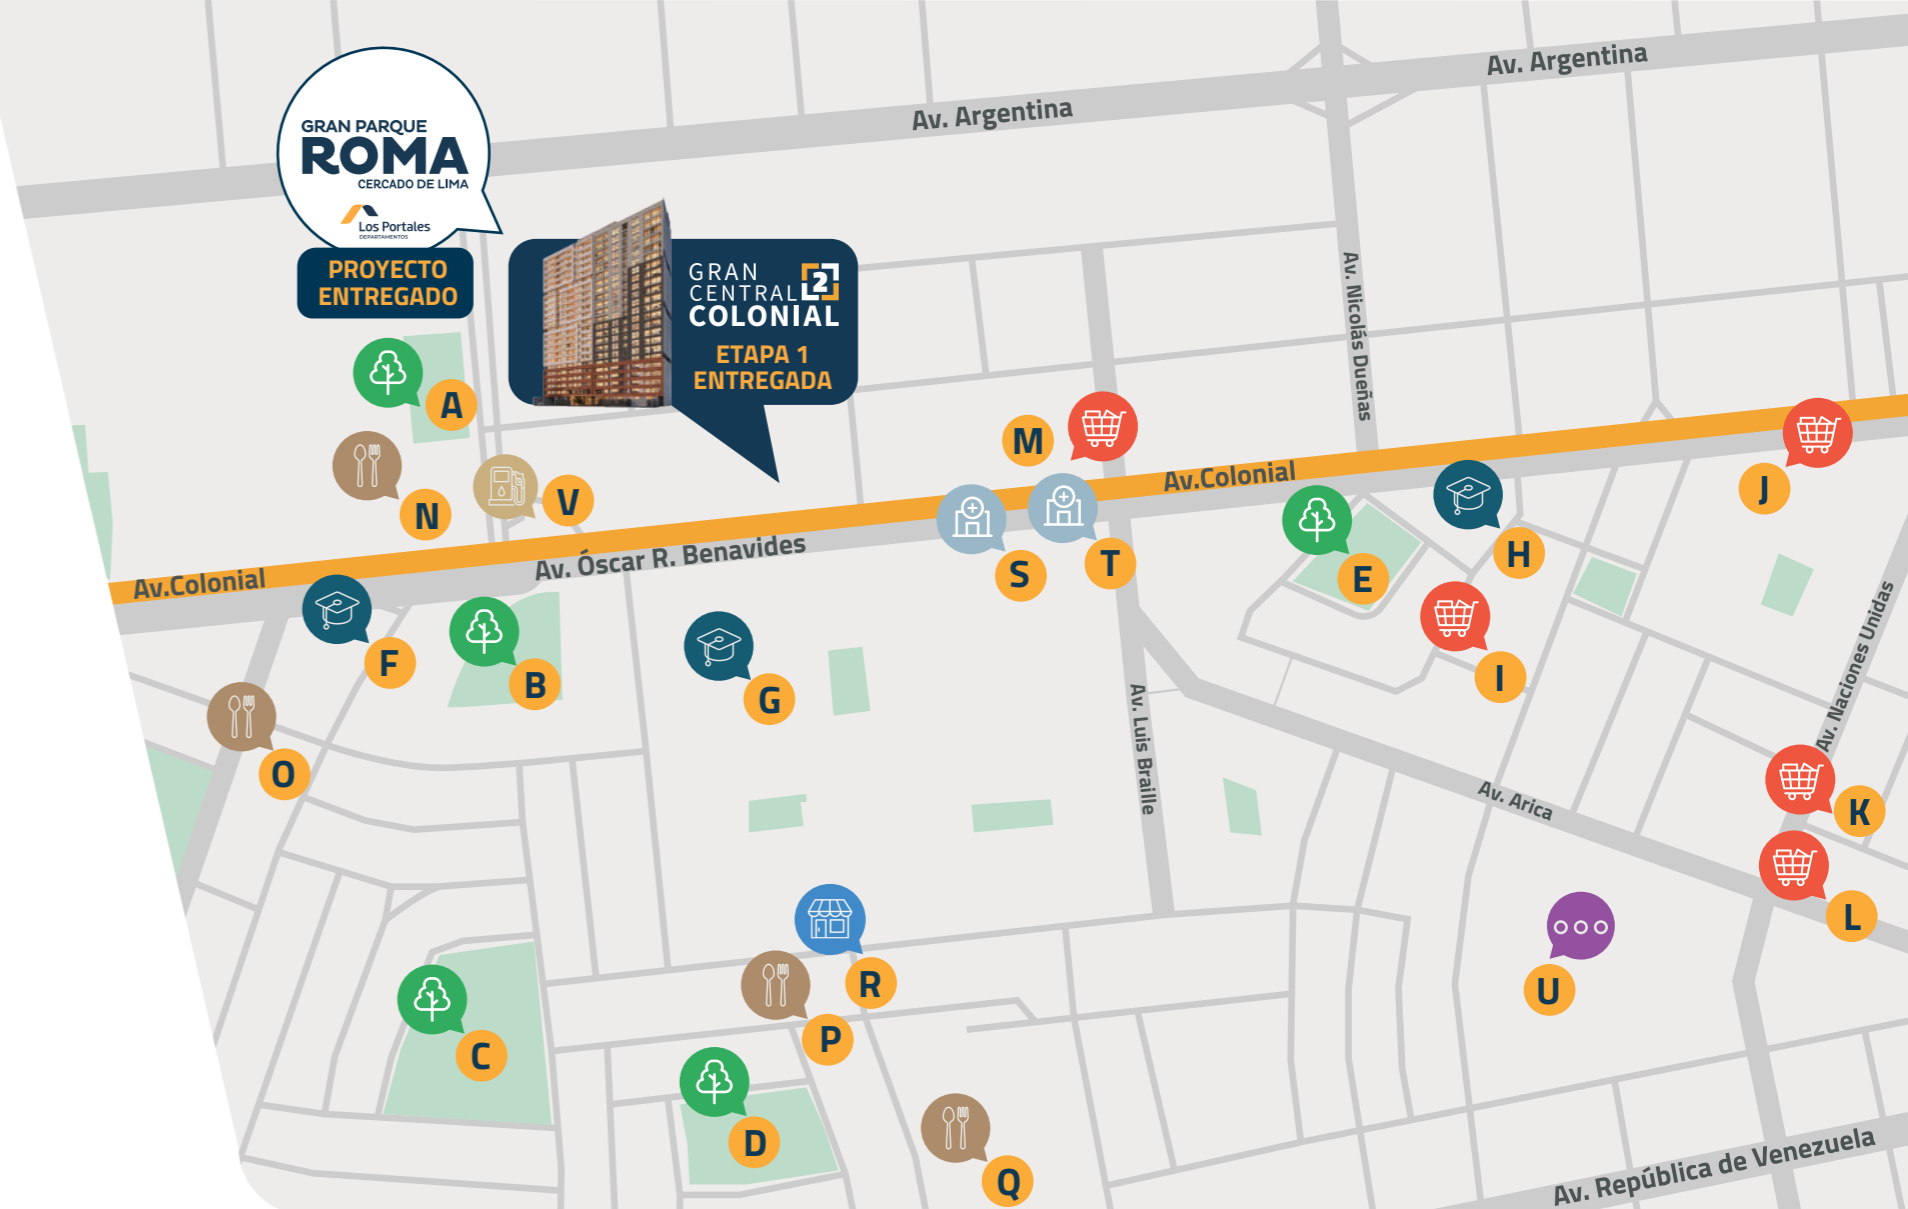 Av. Argentina
Av. Argentina
GRAN PARQUE
ROMA
CERCADO DE LIMA
Los Portales
DEPARTAMENTOS
PROYECTO
ENTREGADO
GRAN
CENTRAL 2
COLONIAL
ETAPA 1
ENTREGADA
Av. Nicolás Dueñas
A
M
J
N
V
Av.Colonial
Av. Óscar R. Benavides
Av.Colonial
S
T
E
H
F
B
G
I
O
Av. Luis Braille
Av. Naciones Unidas
Av. Arica
K
L
R
U
P
C
D
Q
Av. República de Venezuela